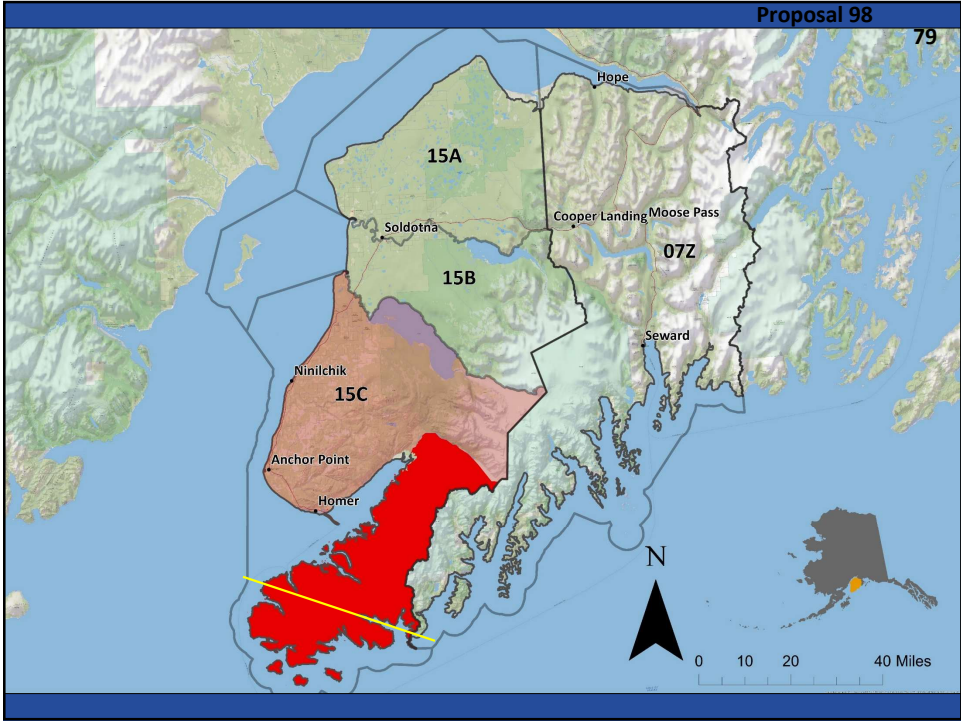 Proposal 98
79
Hope
15A
Cooper Landing
Moose Pass
Soldotna
07Z
15B
Seward
Ninilchik
15C
Anchor Point
Homer
N
0 10 20 40 Miles